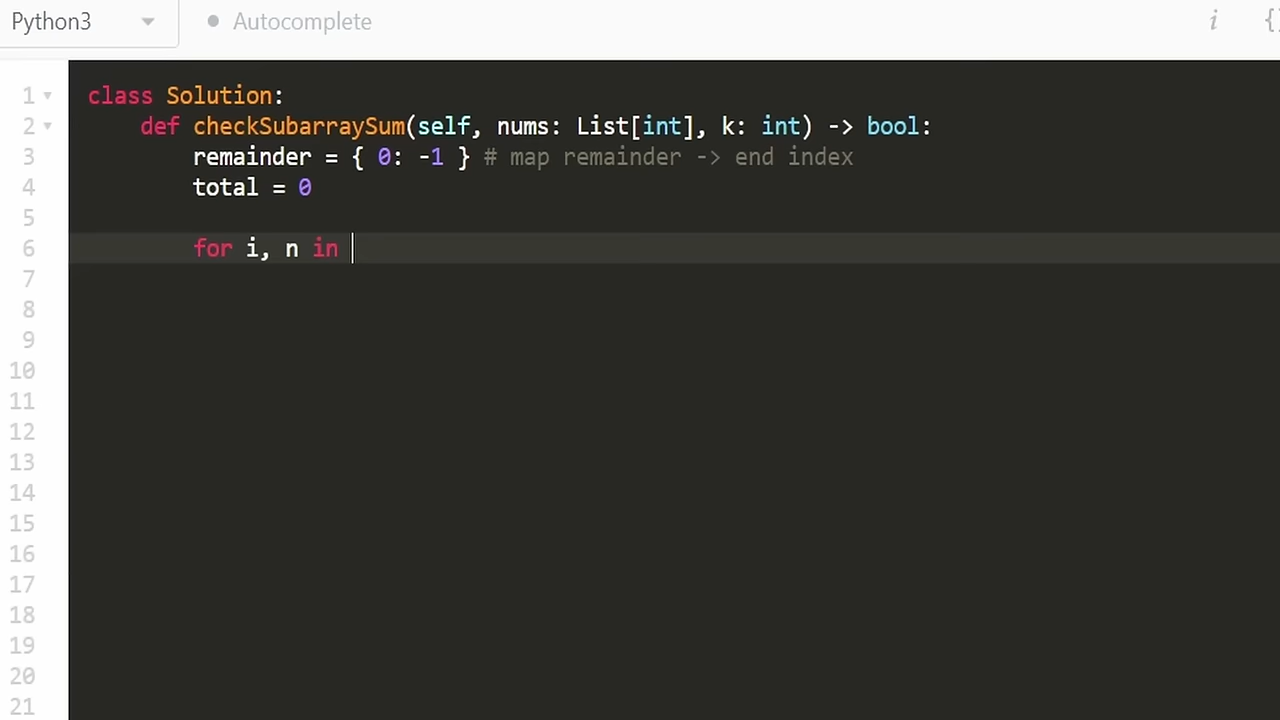 Python3
Autocomplete
i
{}
1 class Solution:
2 def checkSubarraySum(self, nums: List[int], k: int) -> bool:
3 remainder = { 0: -1 } # map remainder -> end index
4 total = 0
5
6 for i, n in
7
8
9
10
11
12
13
14
15
16
17
18
19
20
21